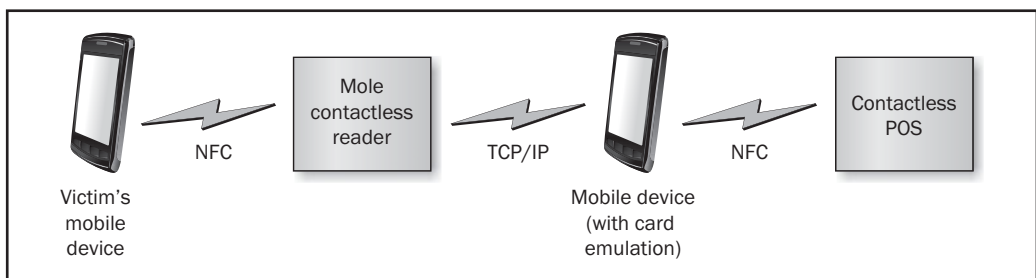 Victim's
mobile
device
NFC
Mole
contactless
reader
TCP/IP
Mobile device
(with card
emulation)
NFC
Contactless
POS